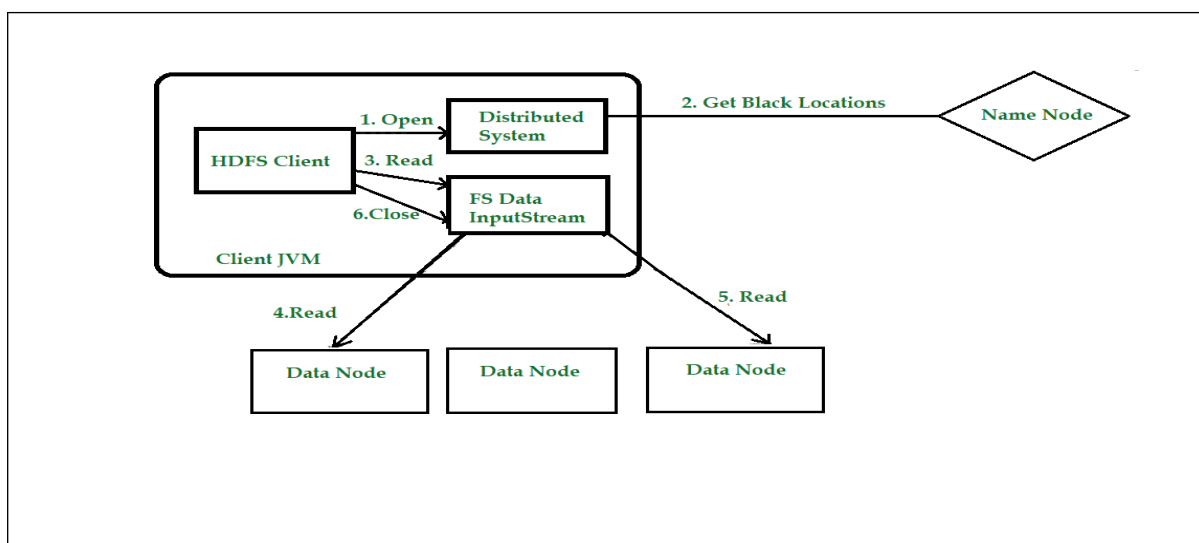 2. Get Black Locations
Name Node
1. Open
Distributed
System
HDFS Client
3. Read
FS Data
InputStream
6.Close
Client JVM
4.Read
5. Read
Data Node
Data Node
Data Node